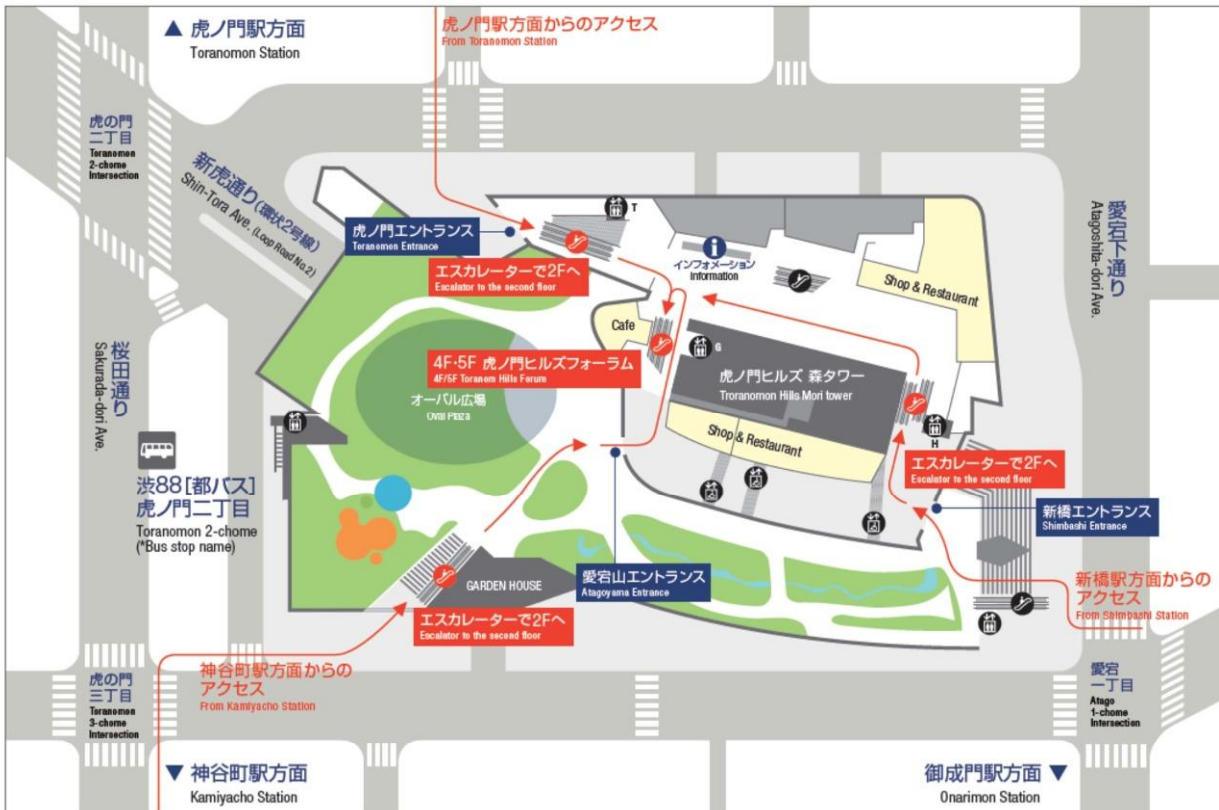 ▲ 虎ノ門駅方面
Toranomon Station
虎ノ門駅方面からのアクセス
From Toranomon Station
虎の門
二丁目
Toranomen
2-chome
Intersection
新虎通り(環状2号線)
Shin-Tora Ave. (Loop Road No.2)
虎ノ門エントランス
Toranomen Entrance
T
エスカレーターで2Fへ
Escalator to the second floor
i
インフォメーション
Information
Shop & Restaurant
愛宕下通り
Atagoshita-dori Ave.
Cafe
G
4F・5F 虎ノ門ヒルズフォーラム
4F/5F Toranom Hills Forum
虎ノ門ヒルズ 森タワー
Troranomon Hills Mori tower
オーバル広場
Oval Plaza
桜田通り
Sakurada-dori Ave.
Shop & Restaurant
H
エスカレーターで2Fへ
Escalator to the second floor
渋88[都バス]
虎ノ門二丁目
Toranomon 2-chome
(*Bus stop name)
新橋エントランス
Shimbashi Entrance
GARDEN HOUSE
愛宕山エントランス
Atagoyama Entrance
新橋駅方面からの
アクセス
From Shimbashi Station
エスカレーターで2Fへ
Escalator to the second floor
神谷町駅方面からの
アクセス
From Kamiyacho Station
虎の門
三丁目
Toranomen
3-chome
Intersection
愛宕
一丁目
Atago
1-chome
Intersection
▼ 神谷町駅方面
Kamiyacho Station
御成門駅方面 ▼
Onarimon Station